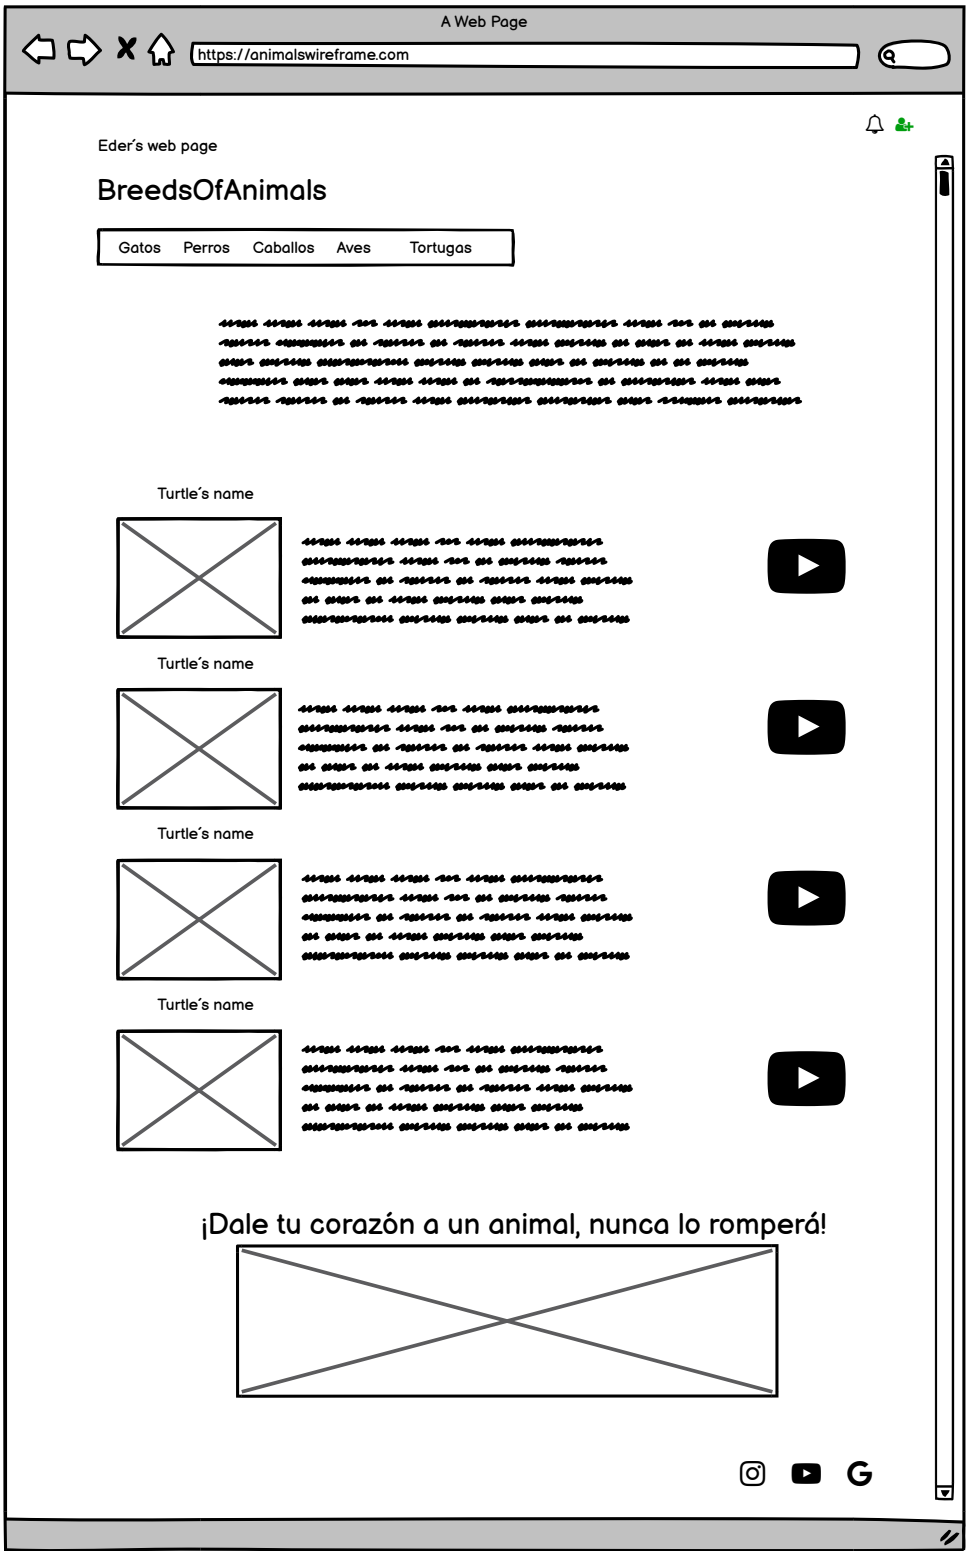 A Web Page
https://animalswireframe.com
Eder´s web page
BreedsOfAnimals
Gatos Perros Caballos Aves Tortugas
Turtle´s name
Turtle´s name
Turtle´s name
Turtle´s name
¡Dale tu corazón a un animal, nunca lo romperá!